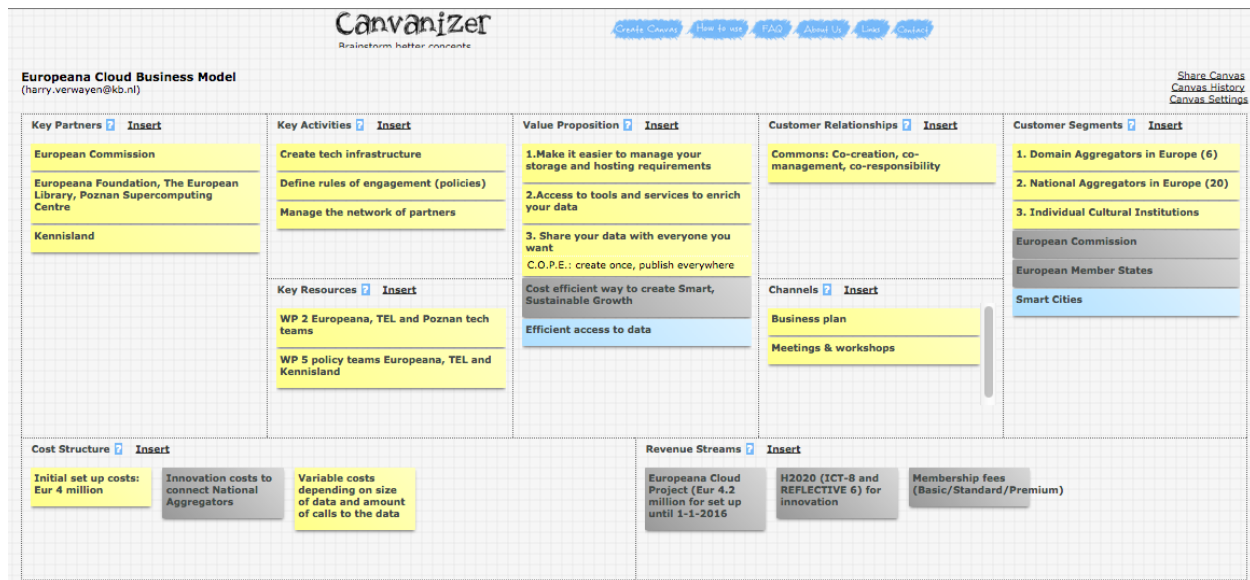 Canvanizer
Brainstorm better concepts
Create Canvas How to use FAQ About Us Links Contact
Europeana Cloud Business Model
(harry.verwayen@kb.nl)
Share Canvas
Canvas History
Canvas Settings
Key Partners ? Insert
European Commission
Europeana Foundation, The European
Library, Poznan Supercomputing
Centre
Kennisland
Key Activities ? Insert
Create tech infrastructure
Define rules of engagement (policies)
Manage the network of partners
Key Resources ? Insert
WP 2 Europeana, TEL and Poznan tech
teams
WP 5 policy teams Europeana, TEL and
Kennisland
Value Proposition ? Insert
1.Make it easier to manage your
storage and hosting requirements
2.Access to tools and services to enrich
your data
3. Share your data with everyone you
want
C.O.P.E.: create once, publish everywhere
Cost efficient way to create Smart,
Sustainable Growth
Efficient access to data
Customer Relationships ? Insert
Commons: Co-creation, co-
management, co-responsibility
Channels ? Insert
Business plan
Meetings & workshops
Customer Segments ? Insert
1. Domain Aggregators in Europe (6)
2. National Aggregators in Europe (20)
3. Individual Cultural Institutions
European Commission
European Member States
Smart Cities
Cost Structure ? Insert
Initial set up costs:
Eur 4 million
Innovation costs to
connect National
Aggregators
Variable costs
depending on size
of data and amount
of calls to the data
Revenue Streams ? Insert
Europeana Cloud
Project (Eur 4.2
million for set up
until 1-1-2016
H2020 (ICT-8 and
REFLECTIVE 6) for
innovation
Membership fees
(Basic/Standard/Premium)